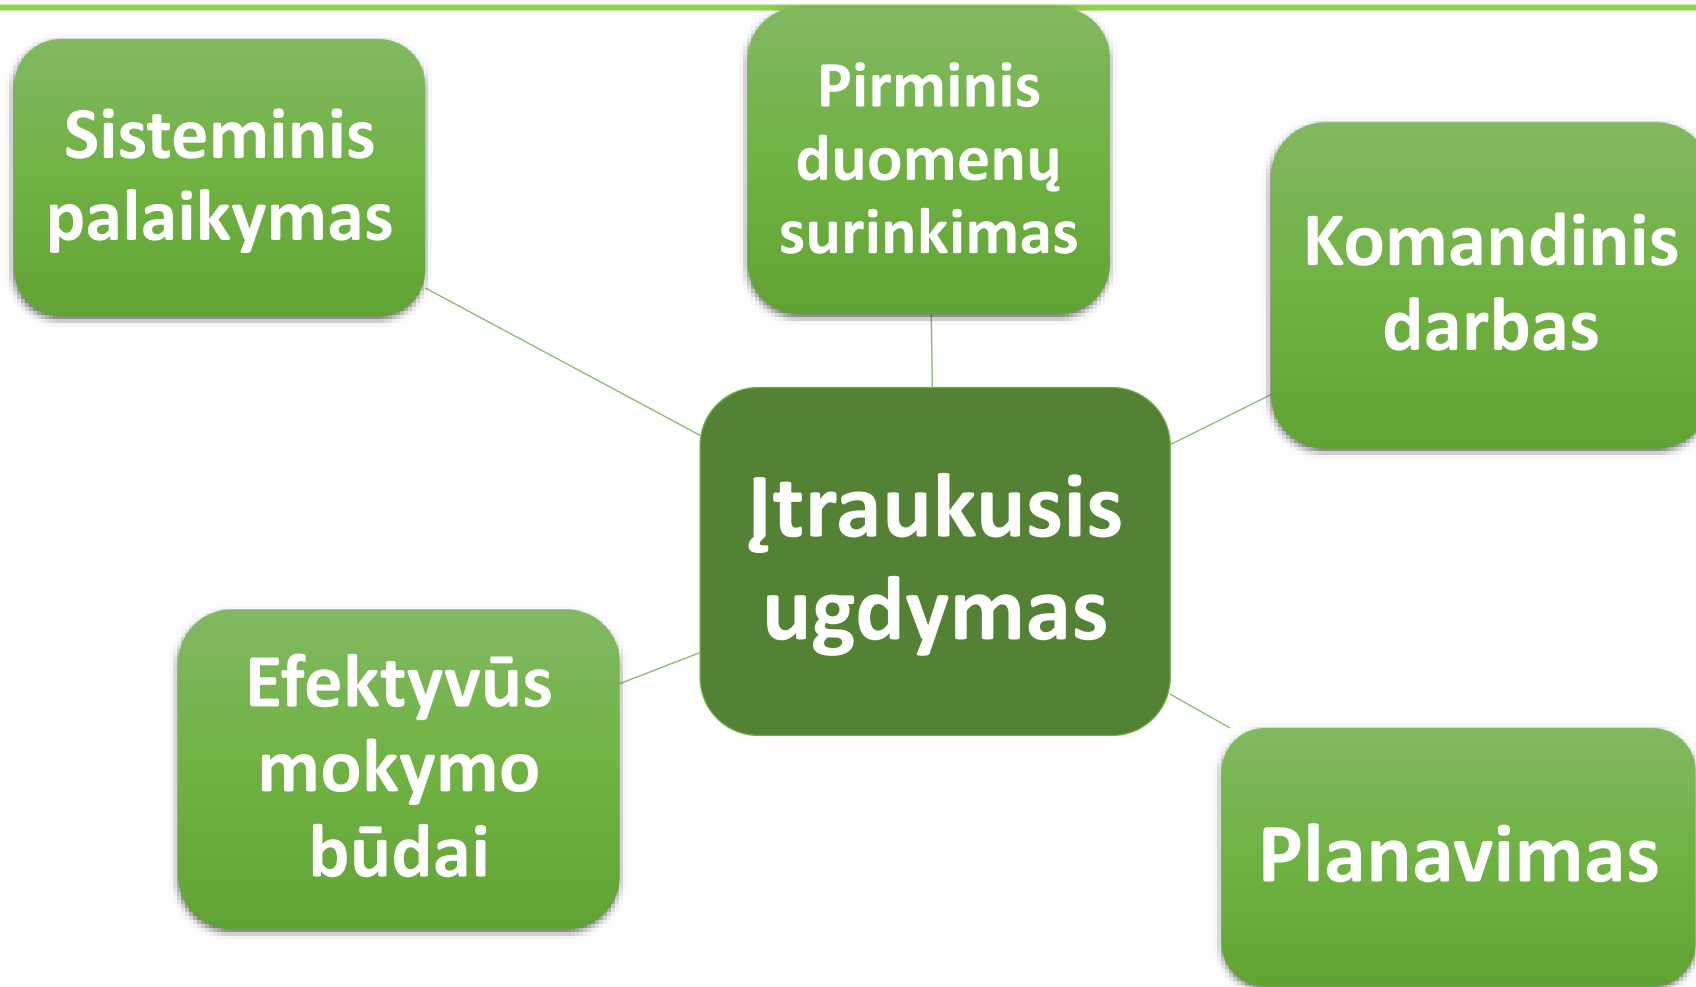 Sisteminis
palaikymas
Pirminis
duomenų
surinkimas
Komandinis
darbas
Įtraukusis
ugdymas
Efektyvūs
mokymo
būdai
Planavimas